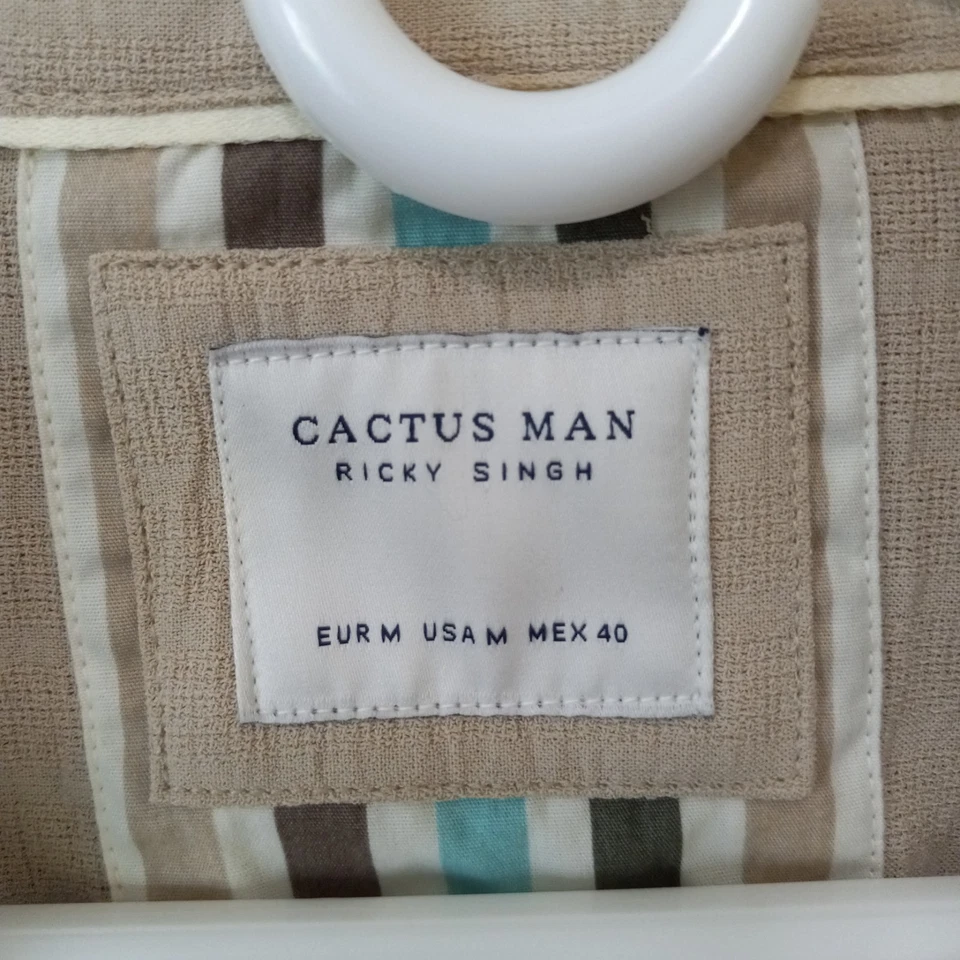 CACTUS MAN
RICKY SINGH
EUR M USA M MEX 40